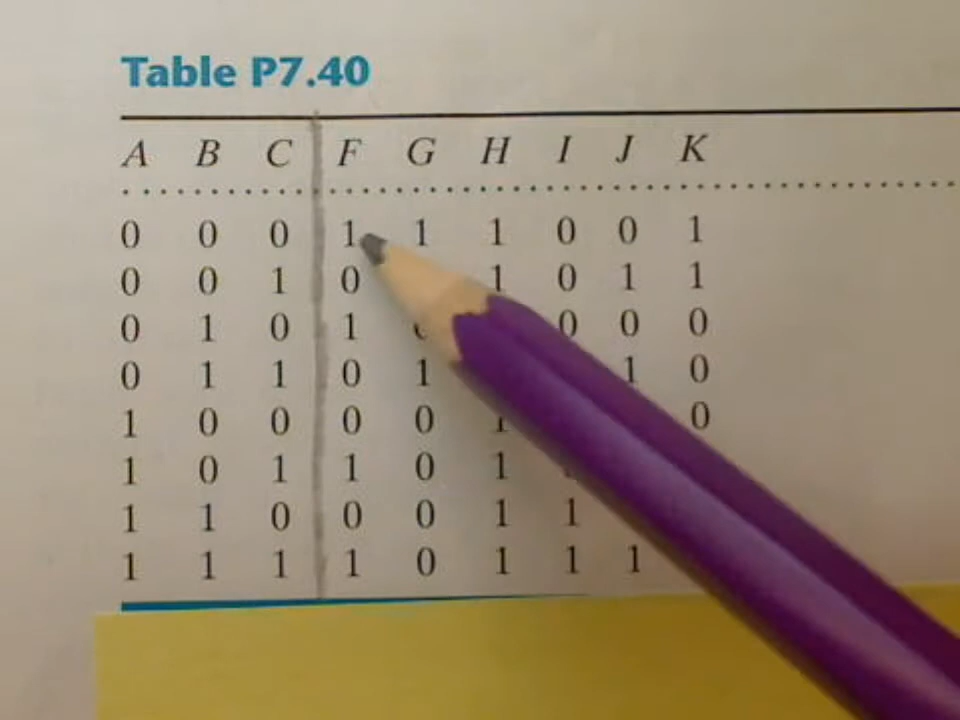 Table P7.40
A B C F G H I J K
0 0 0 1 1 1 0 0 1
0 0 1 0 1 0 1 1
0 1 0 1 0 0 0
0 1 1 0 1 1 0
1 0 0 0 0 1 0
1 0 1 1 0 1
1 1 0 0 0 1 1
1 1 1 1 0 1 1 1